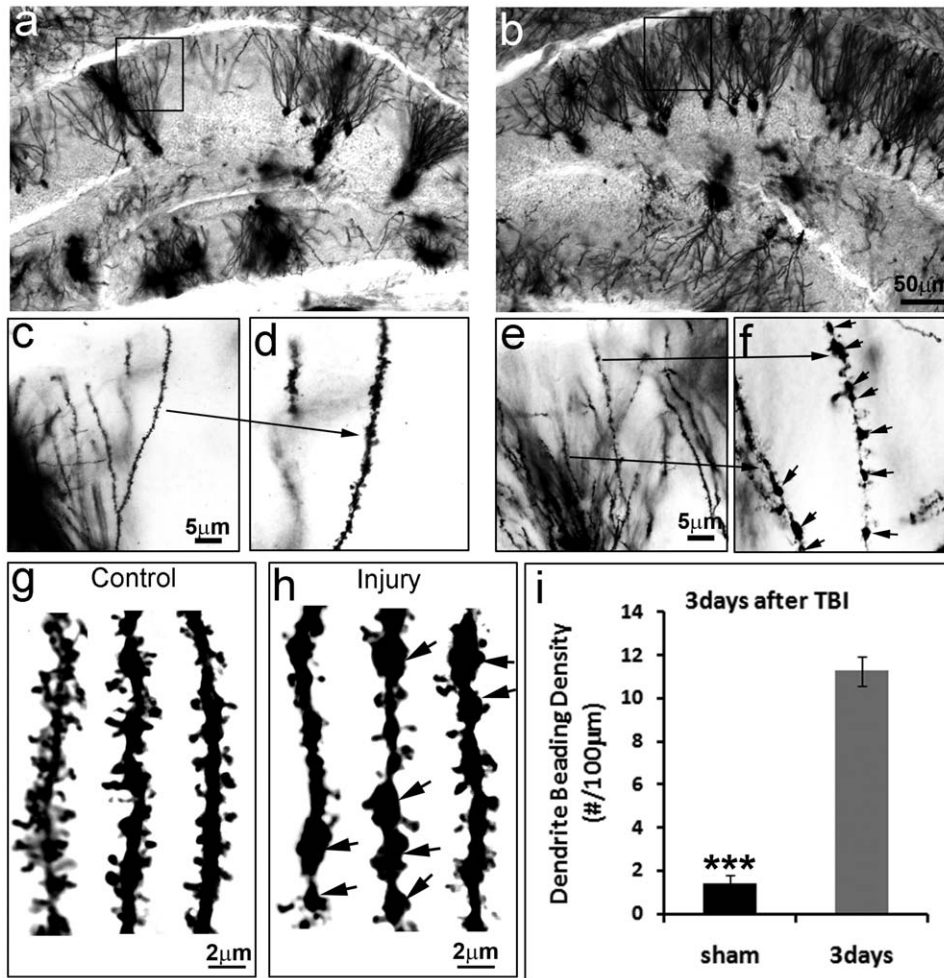 a
b
50μm
c
d
e
f
5μm
5μm
g
Control
h
Injury
i
3days after TBI
Dendrite Beading Density
(#/100μm)
14
12
10
8
6
4
2
0
***
sham
3days
2μm
2μm